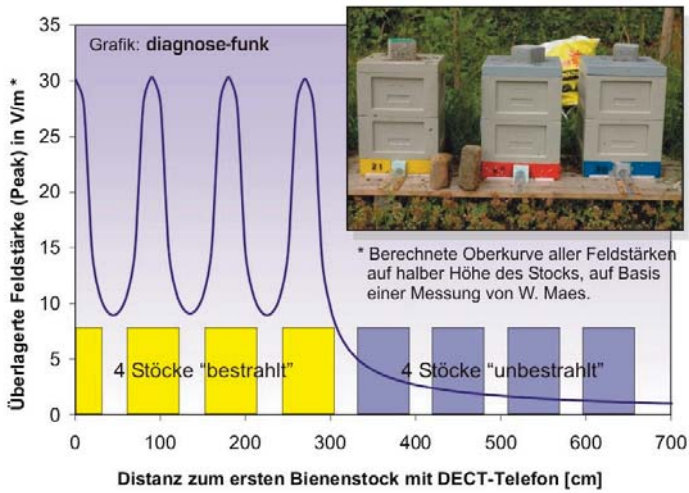 Grafik: diagnose-funk
Überlagerte Feldstärke (Peak) in V/m *
35
30
25
20
15
10
5
0
* Berechnete Oberkurve aller Feldstärken
auf halber Höhe des Stocks, auf Basis
einer Messung von W. Maes.
4 Stöcke "bestrahlt"
4 Stöcke "unbestrahlt"
0 100 200 300 400 500 600 700
Distanz zum ersten Bienenstock mit DECT-Telefon [cm]